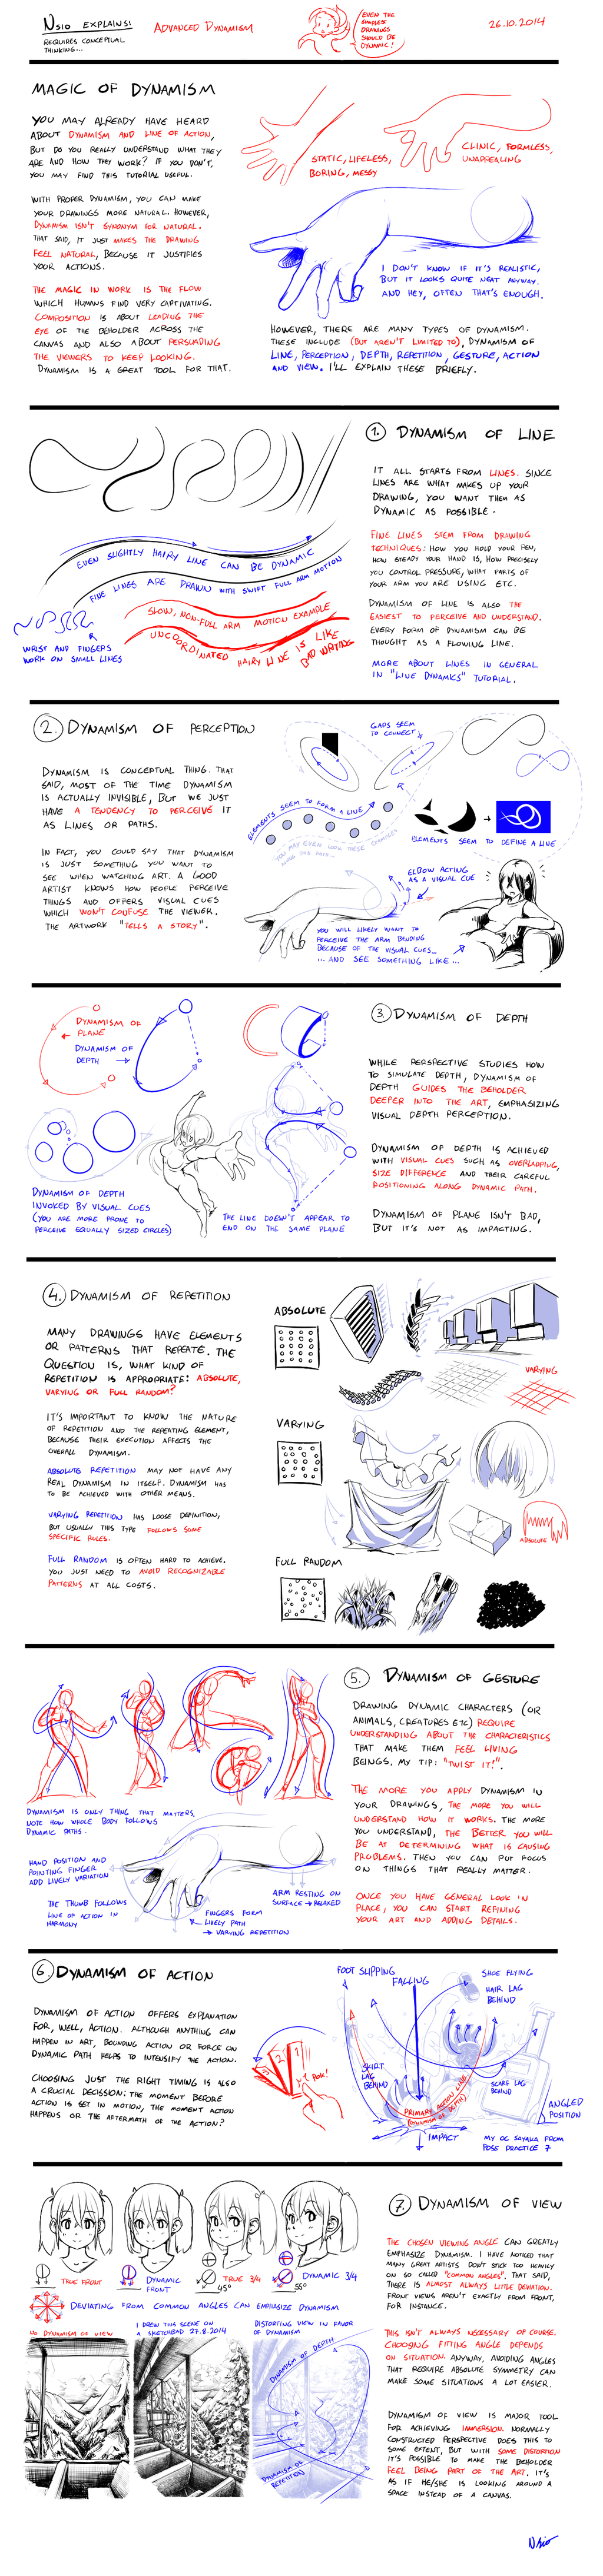 Nsio EXPLAINS!
REQUIRES CONCEPTUAL
THINKING...
ADVANCED DYNAMISM
EVEN THE
SIMPLEST
DRAWINGS
SHOULD BE
DYNAMIC!
26.10.2014
MAGIC OF DYNAMISM
YOU MAY ALREADY HAVE HEARD
ABOUT DYNAMISM AND LINE OF ACTION,
BUT DO YOU REALLY UNDERSTAND WHAT THEY
ARE AND HOW THEY WORK? IF YOU DON'T,
YOU MAY FIND THIS TUTORIAL USEFUL.
WITH PROPER DYNAMISM, YOU CAN MAKE
YOUR DRAWINGS MORE NATURAL. HOWEVER,
DYNAMISM ISN'T SYNONYM FOR NATURAL.
THAT SAID, IT JUST MAKES THE DRAWING
FEEL NATURAL, BECAUSE IT JUSTIFIES
YOUR ACTIONS.
THE MAGIC IN WORK IS THE FLOW
WHICH HUMANS FIND VERY CAPTIVATING.
COMPOSITION IS ABOUT LEADING THE
EYE OF THE BEHOLDER ACROSS THE
CANVAS AND ALSO ABOUT PERSUADING
THE VIEWERS TO KEEP LOOKING.
DYNAMISM IS A GREAT TOOL FOR THAT.
STATIC, LIFELESS,
BORING, MESSY
CLINIC, FORMLESS,
UNAPPEALING
I DON'T KNOW IF IT'S REALISTIC,
BUT IT LOOKS QUITE NEAT ANYWAY.
AND HEY, OFTEN THAT'S ENOUGH.
HOWEVER, THERE ARE MANY TYPES OF DYNAMISM.
THESE INCLUDE (BUT AREN'T LIMITED TO), DYNAMISM OF
LINE, PERCEPTION, DEPTH, REPETITION, GESTURE, ACTION
AND VIEW. I'LL EXPLAIN THESE BRIEFLY.
1. DYNAMISM OF LINE
IT ALL STARTS FROM LINES. SINCE
LINES ARE WHAT MAKES UP YOUR
DRAWING, YOU WANT THEM AS
DYNAMIC AS POSSIBLE.
FINE LINES STEM FROM DRAWING
TECHNIQUES: HOW YOU HOLD YOUR PEN,
HOW STEADY YOUR HAND IS, HOW PRECISELY
YOU CONTROL PRESSURE, WHAT PARTS OF
YOUR ARM YOU ARE USING ETC.
DYNAMISM OF LINE IS ALSO THE
EASIEST TO PERCEIVE AND UNDERSTAND.
EVERY FORM OF DYNAMISM CAN BE
THOUGHT AS A FLOWING LINE.
MORE ABOUT LINES IN GENERAL
IN "LINE DYNAMICS" TUTORIAL.
EVEN SLIGHTLY HAIRY LINE CAN BE DYNAMIC
FINE LINES ARE DRAWN WITH SWIFT FULL ARM MOTION
SLOW, NON-FULL ARM MOTION EXAMPLE
UNCOORDINATED HAIRY LINE IS LIKE
BAD WRITING
WRIST AND FINGERS
WORK ON SMALL LINES
2. DYNAMISM OF PERCEPTION
DYNAMISM IS CONCEPTUAL THING. THAT
SAID, MOST OF THE TIME DYNAMISM
IS ACTUALLY INVISIBLE, BUT WE JUST
HAVE A TENDENCY TO PERCEIVE IT
AS LINES OR PATHS.
IN FACT, YOU COULD SAY THAT DYNAMISM
IS JUST SOMETHING YOU WANT TO
SEE WHEN WATCHING ART. A GOOD
ARTIST KNOWS HOW PEOPLE PERCEIVE
THINGS AND OFFERS VISUAL CUES
WHICH WON'T CONFUSE THE VIEWER.
THE ARTWORK "TELLS A STORY".
GAPS SEEM
TO CONNECT
ELEMENTS SEEM TO FORM A LINE
YOU MAY EVEN LOOK THESE EXAMPLES
ELEMENTS SEEM TO DEFINE A LINE
ELBOW ACTING
AS A VISUAL CUE
YOU WILL LIKELY WANT TO
PERCEIVE THE ARM BENDING
BECAUSE OF THE VISUAL CUES...
... AND SEE SOMETHING LIKE ...
3. DYNAMISM OF DEPTH
WHILE PERSPECTIVE STUDIES HOW
TO SIMULATE DEPTH, DYNAMISM OF
DEPTH GUIDES THE BEHOLDER
DEEPER INTO THE ART, EMPHASIZING
VISUAL DEPTH PERCEPTION.
DYNAMISM OF DEPTH IS ACHIEVED
WITH VISUAL CUES SUCH AS OVERLAPPING,
SIZE DIFFERENCE AND THEIR CAREFUL
POSITIONING ALONG DYNAMIC PATH.
DYNAMISM OF PLANE ISN'T BAD,
BUT IT'S NOT AS IMPACTING.
DYNAMISM OF
PLANE
DYNAMISM OF
DEPTH
DYNAMISM OF DEPTH
INVOKED BY VISUAL CUES
(YOU ARE MORE PRONE TO
PERCEIVE EQUALLY SIZED CIRCLES)
THE LINE DOESN'T APPEAR TO
END ON THE SAME PLANE
4. DYNAMISM OF REPETITION
MANY DRAWINGS HAVE ELEMENTS
OR PATTERNS THAT REPEATE. THE
QUESTION IS, WHAT KIND OF
REPETITION IS APPROPRIATE: ABSOLUTE,
VARYING OR FULL RANDOM?
IT'S IMPORTANT TO KNOW THE NATURE
OF REPETITION AND THE REPEATING ELEMENT,
BECAUSE THEIR EXECUTION AFFECTS THE
OVERALL DYNAMISM.
ABSOLUTE REPETITION MAY NOT HAVE ANY
REAL DYNAMISM IN ITSELF. DYNAMISM HAS
TO BE ACHIEVED WITH OTHER MEANS.
VARYING REPETITION HAS LOOSE DEFINITION,
BUT USUALLY THIS TYPE FOLLOWS SOME
SPECIFIC RULES.
FULL RANDOM IS OFTEN HARD TO ACHIEVE.
YOU JUST NEED TO AVOID RECOGNIZABLE
PATTERNS AT ALL COSTS.
ABSOLUTE
VARYING
VARYING
ABSOLUTE
FULL RANDOM
5. DYNAMISM OF GESTURE
DRAWING DYNAMIC CHARACTERS (OR
ANIMALS, CREATURES ETC) REQUIRE
UNDERSTANDING ABOUT THE CHARACTERISTICS
THAT MAKE THEM FEEL LIVING
BEINGS. MY TIP: "TWIST IT!".
THE MORE YOU APPLY DYNAMISM IN
YOUR DRAWINGS, THE MORE YOU WILL
UNDERSTAND HOW IT WORKS. THE MORE
YOU UNDERSTAND, THE BETTER YOU WILL
BE AT DETERMINING WHAT IS CAUSING
PROBLEMS. THEN YOU CAN PUT FOCUS
ON THINGS THAT REALLY MATTER.
ONCE YOU HAVE GENERAL LOOK IN
PLACE, YOU CAN START REFINING
YOUR ART AND ADDING DETAILS.
DYNAMISM IS ONLY THING THAT MATTERS.
NOTE HOW WHOLE BODY FOLLOWS
DYNAMIC PATHS.
HAND POSITION AND
POINTING FINGER
ADD LIVELY VARIATION
THE THUMB FOLLOWS
LINE OF ACTION IN
HARMONY
FINGERS FORM
LIVELY PATH
→ VARYING REPETITION
ARM RESTING ON
SURFACE → RELAXED
6. DYNAMISM OF ACTION
DYNAMISM OF ACTION OFFERS EXPLANATION
FOR, WELL, ACTION. ALTHOUGH ANYTHING CAN
HAPPEN IN ART, BOUNDING ACTION OR FORCE ON
DYNAMIC PATH HELPS TO INTENSIFY THE ACTION.
CHOOSING JUST THE RIGHT TIMING IS ALSO
A CRUCIAL DECISSION: THE MOMENT BEFORE
ACTION IS SET IN MOTION, THE MOMENT ACTION
HAPPENS OR THE AFTERMATH OF THE ACTION?
3 2 1
POK!
FOOT SLIPPING
FALLING
SHOE FLYING
HAIR LAG
BEHIND
SKIRT
LAG
BEHIND
SCARF LAG
BEHIND
PRIMARY ACTION LINE
(DYNAMISM OF DEPTH)
ANGLED
POSITION
IMPACT
MY OC SAYAKA FROM
POSE PRACTICE 7
7. DYNAMISM OF VIEW
THE CHOSEN VIEWING ANGLE CAN GREATLY
EMPHASIZE DYNAMISM. I HAVE NOTICED THAT
MANY GREAT ARTISTS DON'T STICK TOO HEAVILY
ON SO CALLED "COMMON ANGLES". THAT SAID,
THERE IS ALMOST ALWAYS LITTLE DEVIATION.
FRONT VIEWS AREN'T EXACTLY FROM FRONT,
FOR INSTANCE.
THIS ISN'T ALWAYS NECESSARY OF COURSE.
CHOOSING FITTING ANGLE DEPENDS
ON SITUATION. ANYWAY, AVOIDING ANGLES
THAT REQUIRE ABSOLUTE SYMMETRY CAN
MAKE SOME SITUATIONS A LOT EASIER.
DYNAMISM OF VIEW IS MAJOR TOOL
FOR ACHIEVING IMMERSION. NORMALLY
CONSTRUCTED PERSPECTIVE DOES THIS TO
SOME EXTENT, BUT WITH SOME DISTORTION
IT'S POSSIBLE TO MAKE THE BEHOLDER
FEEL BEING PART OF THE ART. IT'S
AS IF HE/SHE IS LOOKING AROUND A
SPACE INSTEAD OF A CANVAS.
TRUE FRONT
DYNAMIC
FRONT
TRUE 3/4
45°
DYNAMIC 3/4
55°
DEVIATING FROM COMMON ANGLES CAN EMPHASIZE DYNAMISM
NO DYNAMISM OF VIEW
I DREW THIS SCENE ON
A SKETCHPAD 27.8.2014
DISTORTING VIEW IN FAVOR
OF DYNAMISM
DYNAMISM OF DEPTH
DYNAMISM OF
REPETITION
Nsio